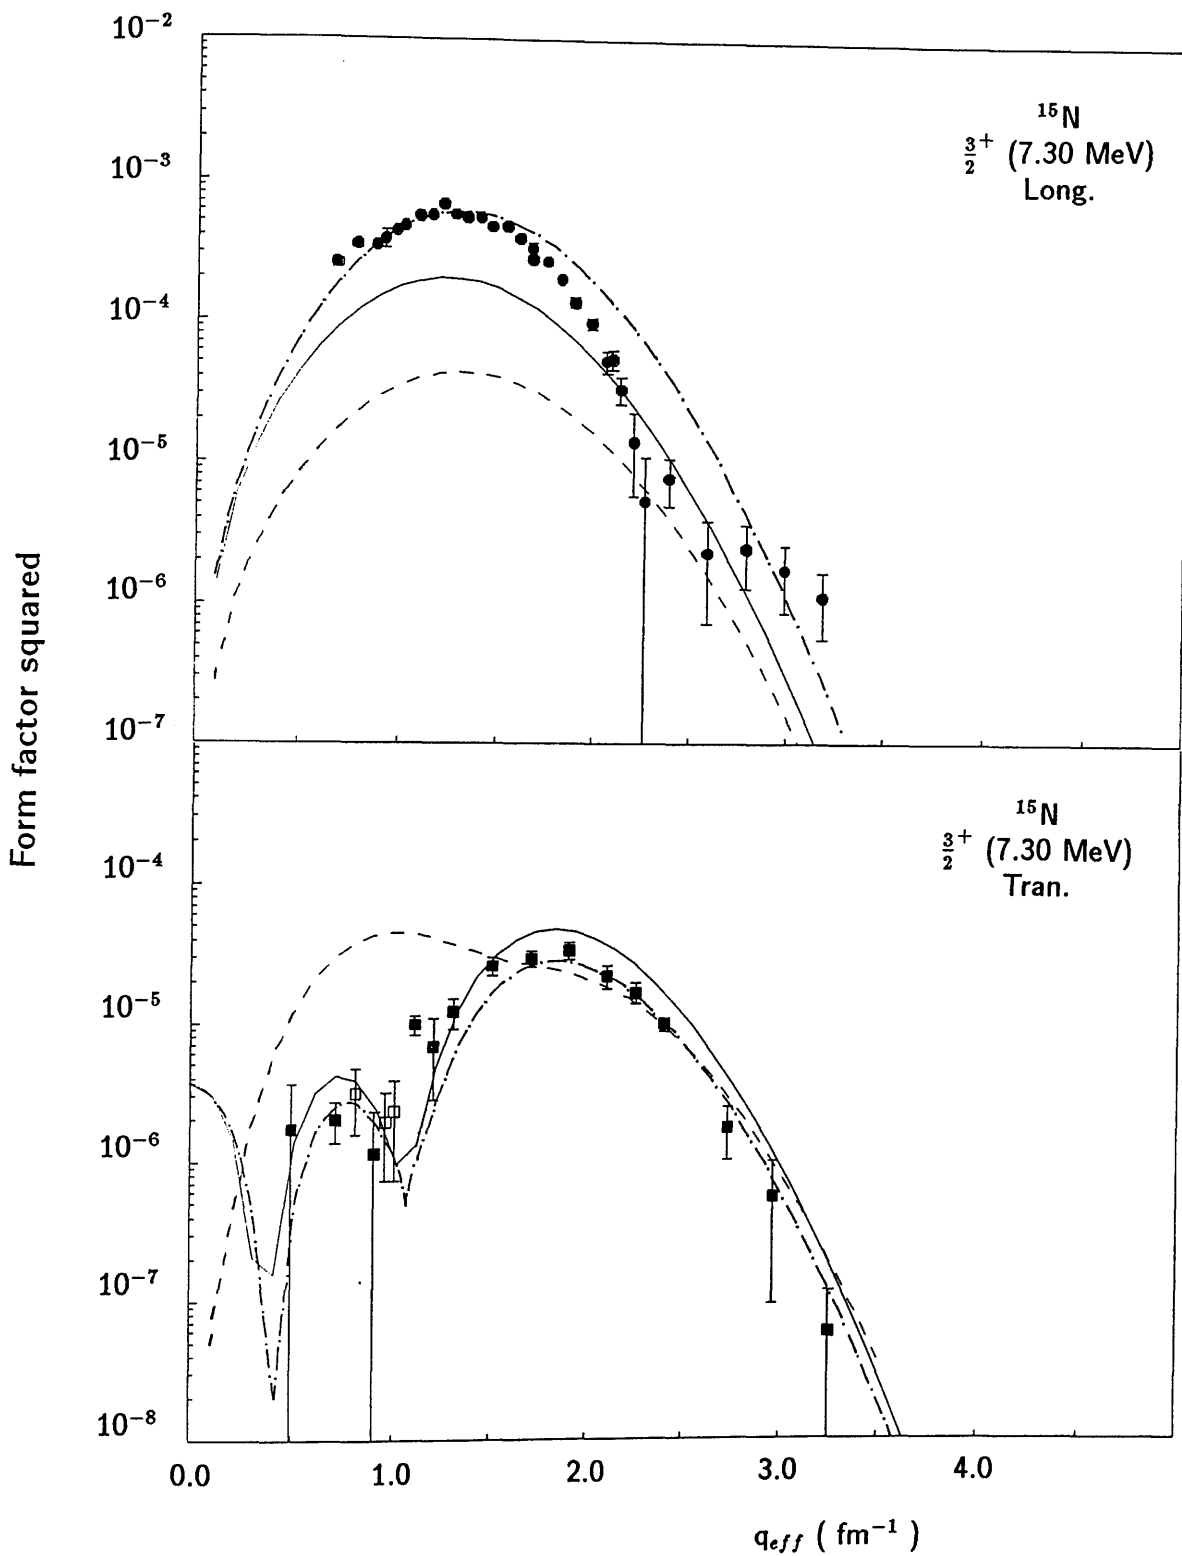 10⁻²
10⁻³
10⁻⁴
10⁻⁵
10⁻⁶
10⁻⁷
¹⁵N
3/2⁺ (7.30 MeV)
Long.
Form factor squared
10⁻⁴
10⁻⁵
10⁻⁶
10⁻⁷
10⁻⁸
¹⁵N
3/2⁺ (7.30 MeV)
Tran.
0.0 1.0 2.0 3.0 4.0
q_eff ( fm⁻¹ )